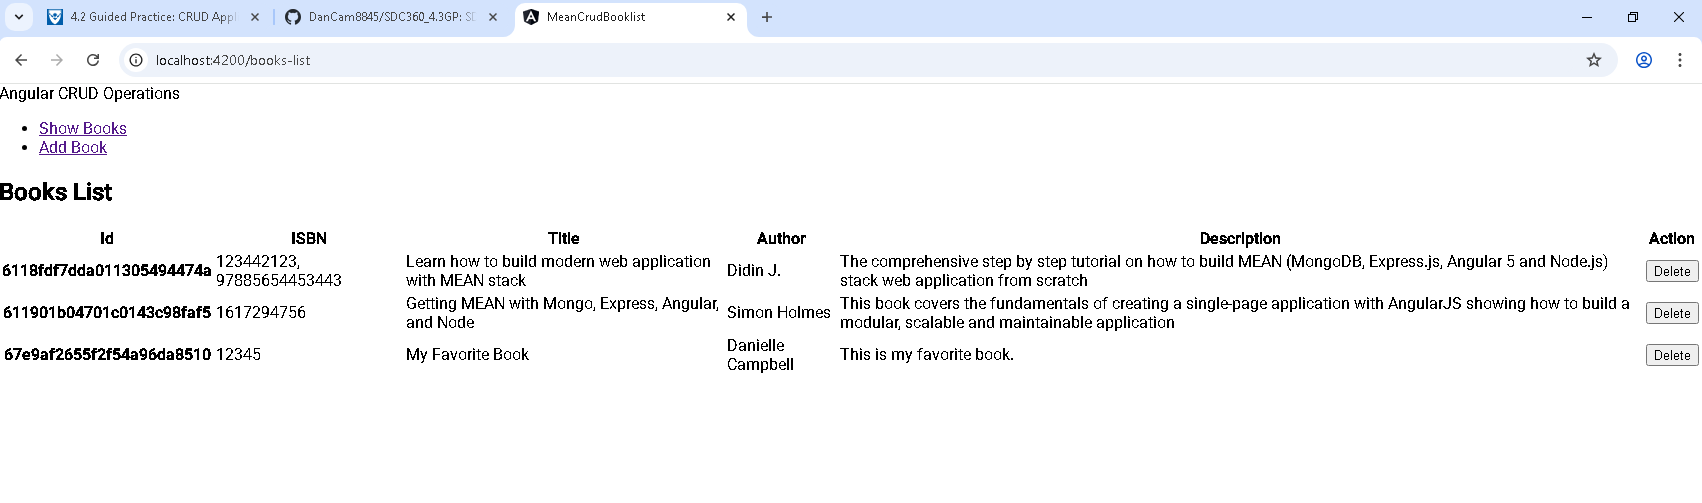 4.2 Guided Practice: CRUD Appl
DanCam8845/SDC360_4.3GP: SD
MeanCrudBooklist
localhost:4200/books-list
Angular CRUD Operations
Show Books
Add Book
Books List
Id ISBN Title Author Description Action
6118fdf7dda011305494474a 123442123, 97885654453443 Learn how to build modern web application with MEAN stack Didin J. The comprehensive step by step tutorial on how to build MEAN (MongoDB, Express.js, Angular 5 and Node.js) stack web application from scratch Delete
611901b04701c0143c98faf5 1617294756 Getting MEAN with Mongo, Express, Angular, and Node Simon Holmes This book covers the fundamentals of creating a single-page application with AngularJS showing how to build a modular, scalable and maintainable application Delete
67e9af2655f2f54a96da8510 12345 My Favorite Book Danielle Campbell This is my favorite book. Delete